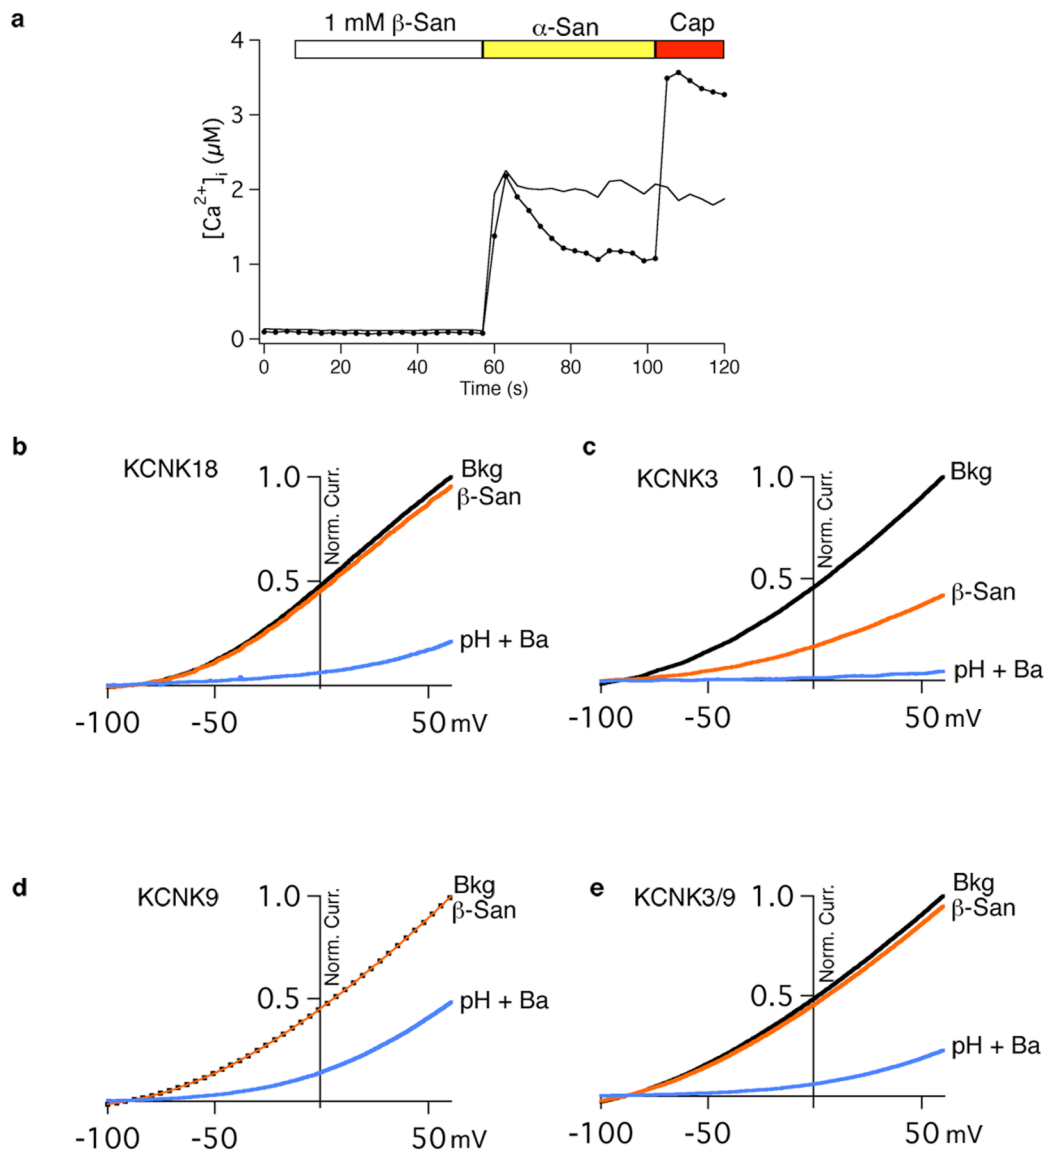 a
1 mM β-San α-San Cap
4
3
2
1
0
[Ca2+]i (μM)
0 20 40 60 80 100 120
Time (s)
b
KCNK18
1.0
0.5
Norm. Curr.
Bkg
β-San
pH + Ba
-100 -50 50 mV
c
KCNK3
1.0
0.5
Norm. Curr.
Bkg
β-San
pH + Ba
-100 -50 50 mV
d
KCNK9
1.0
0.5
Norm. Curr.
Bkg
β-San
pH + Ba
-100 -50 50 mV
e
KCNK3/9
1.0
0.5
Norm. Curr.
Bkg
β-San
pH + Ba
-100 -50 50 mV